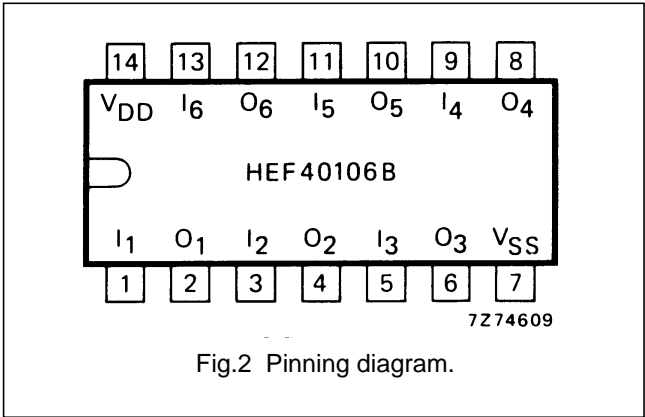 14 13 12 11 10 9 8
VDD I6 O6 I5 O5 I4 O4
HEF40106B
I1 O1 I2 O2 I3 O3 VSS
1 2 3 4 5 6 7
7Z74609
Fig.2 Pinning diagram.